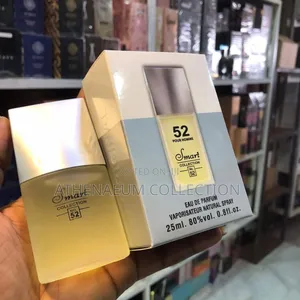 52
POUR HOMME
Smart
COLLECTION
52
EAU DE PARFUM
VAPORISATEUR NATURAL SPRAY
25ml. 80%vol. 0.8fl.oz.
Smart
COLLECTION
52
ATHENAEUM COLLECTION